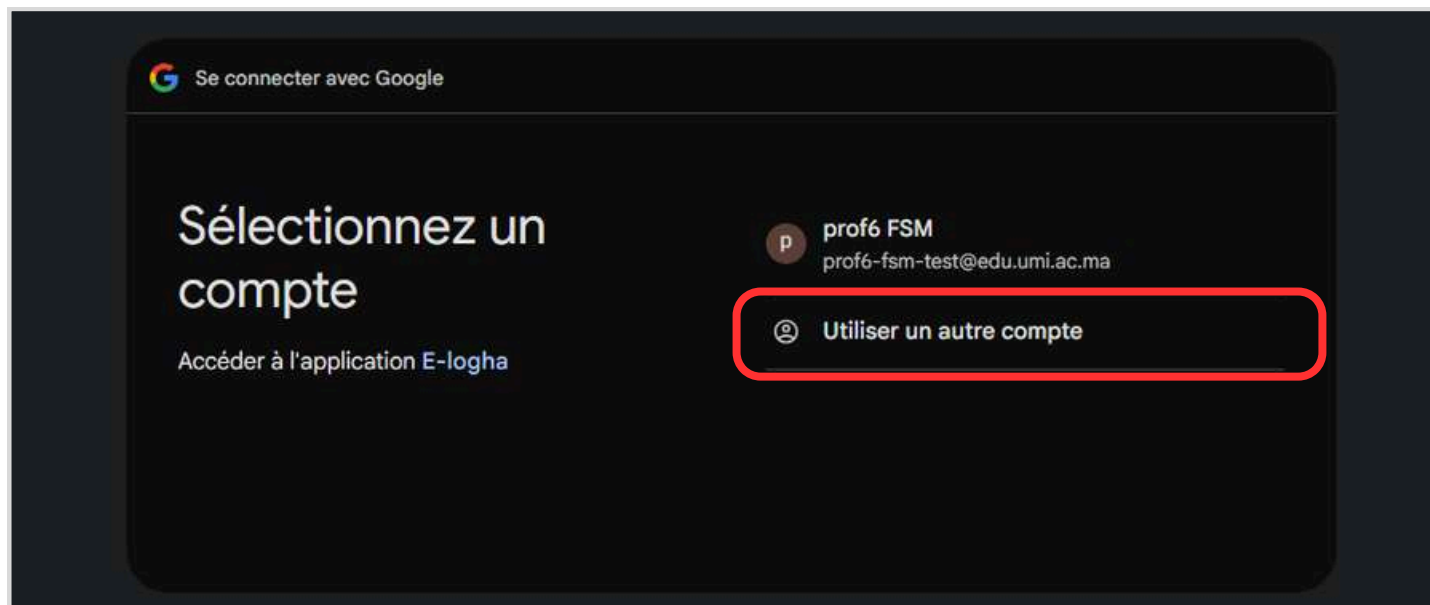 Se connecter avec Google
Sélectionnez un
compte
Accéder à l'application E-logha
p
prof6 FSM
prof6-fsm-test@edu.umi.ac.ma
Utiliser un autre compte